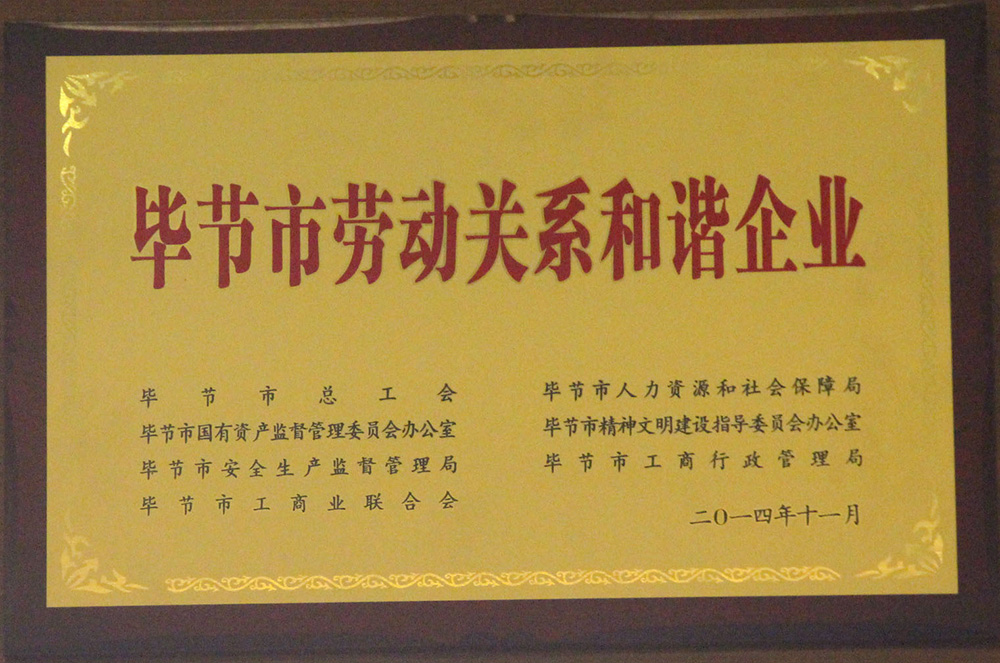 毕节市劳动关系和谐企业
毕节市总工会
毕节市国有资产监督管理委员会办公室
毕节市安全生产监督管理局
毕节市工商业联合会
毕节市人力资源和社会保障局
毕节市精神文明建设指导委员会办公室
毕节市工商行政管理局
二〇一四年十一月